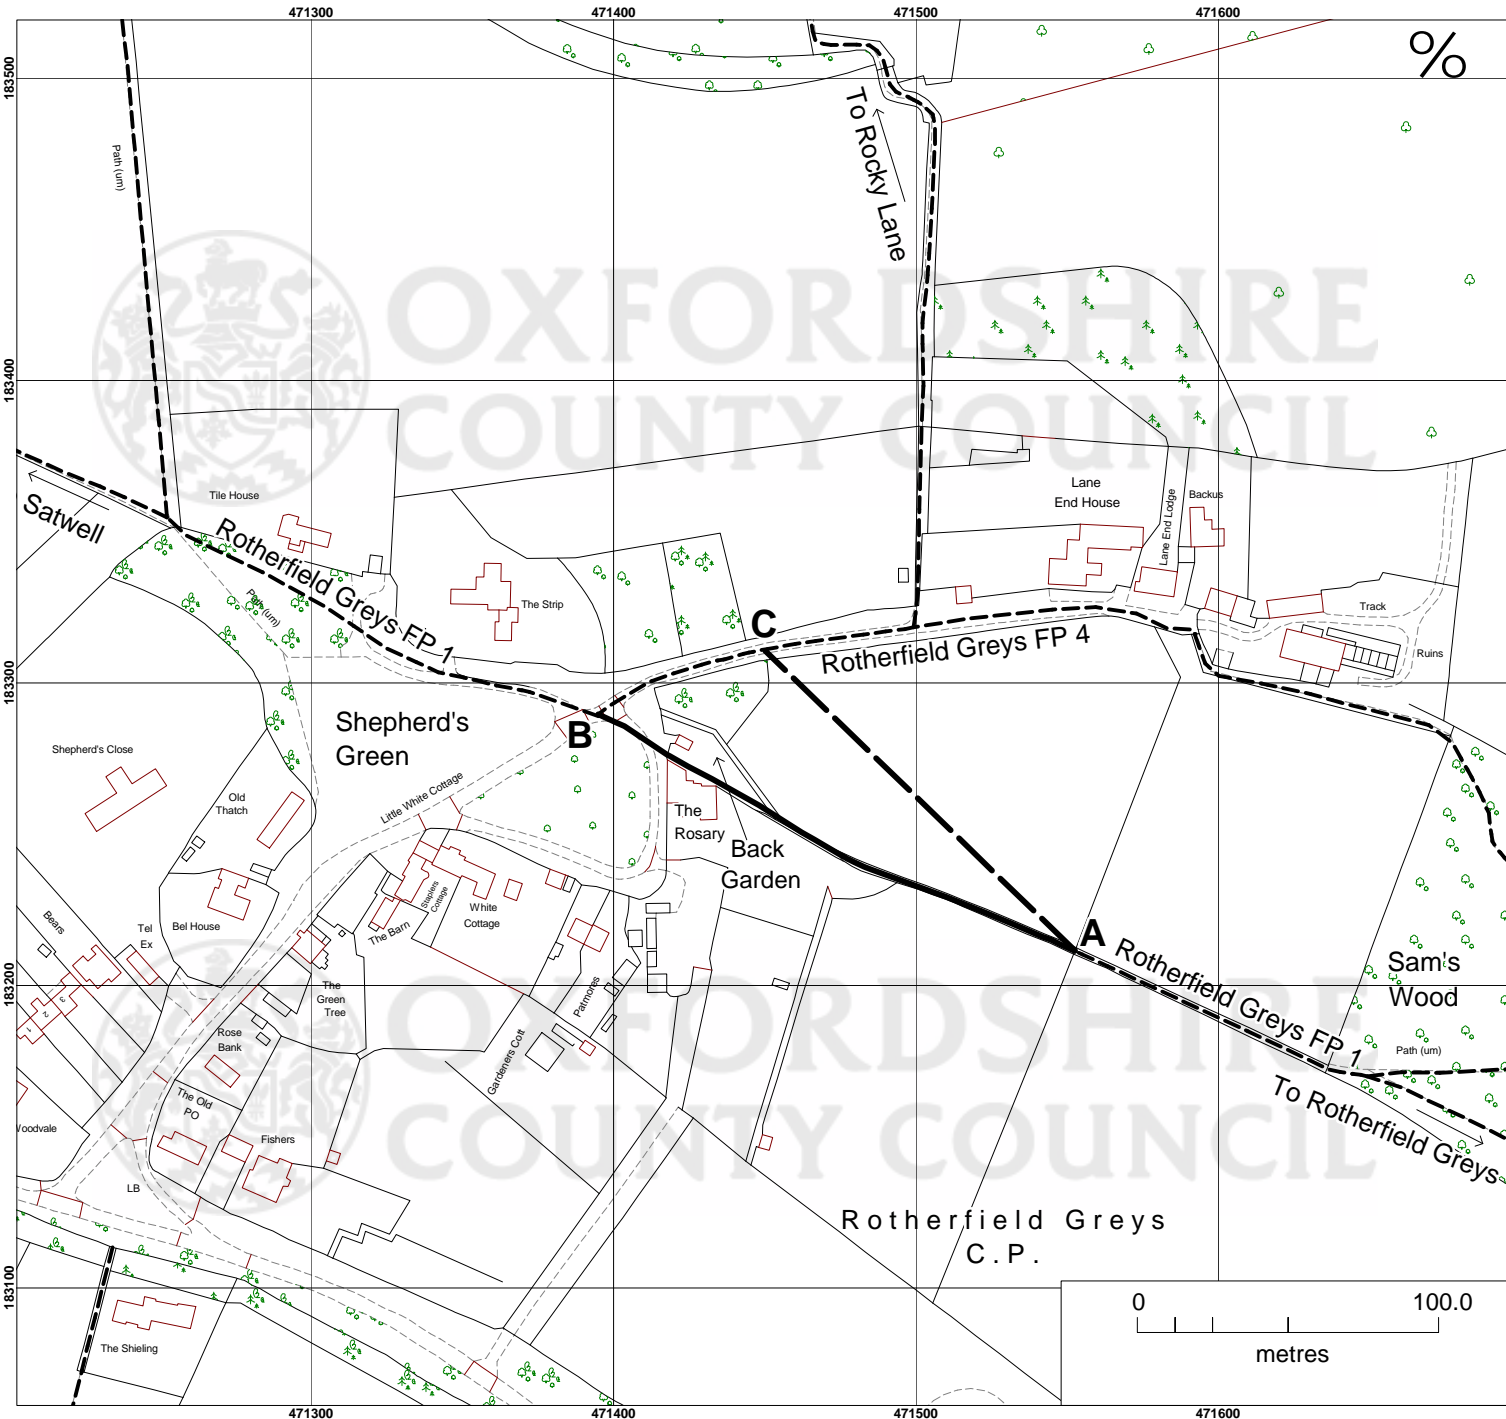 471300
471400
471500
471600
183500
%
Path (um)
To Rocky Lane
OXFORDSHIRE
COUNTY COUNCIL
183400
Tile House
Lane
End House
Lane End Lodge
Backus
Satwell
Rotherfield Greys FP 1
Path (um)
The Strip
Track
Ruins
C
Rotherfield Greys FP 4
183300
B
Shepherd's
Green
Shepherd's Close
Old
Thatch
Little White Cottage
The
Rosary
Back
Garden
Staplers
Cottage
White
Cottage
The Barn
Bears
Tel
Ex
Bel House
A
Rotherfield Greys FP 1
Sam's
Wood
183200
3
2
1
The
Green
Tree
Patmores
OXFORDSHIRE
COUNTY COUNCIL
Rose
Bank
Gardeners Cott
Path (um)
To Rotherfield Greys
The Old
PO
Woodvale
Fishers
LB
Rotherfield Greys
C.P.
183100
0
100.0
metres
The Shieling
471300
471400
471500
471600